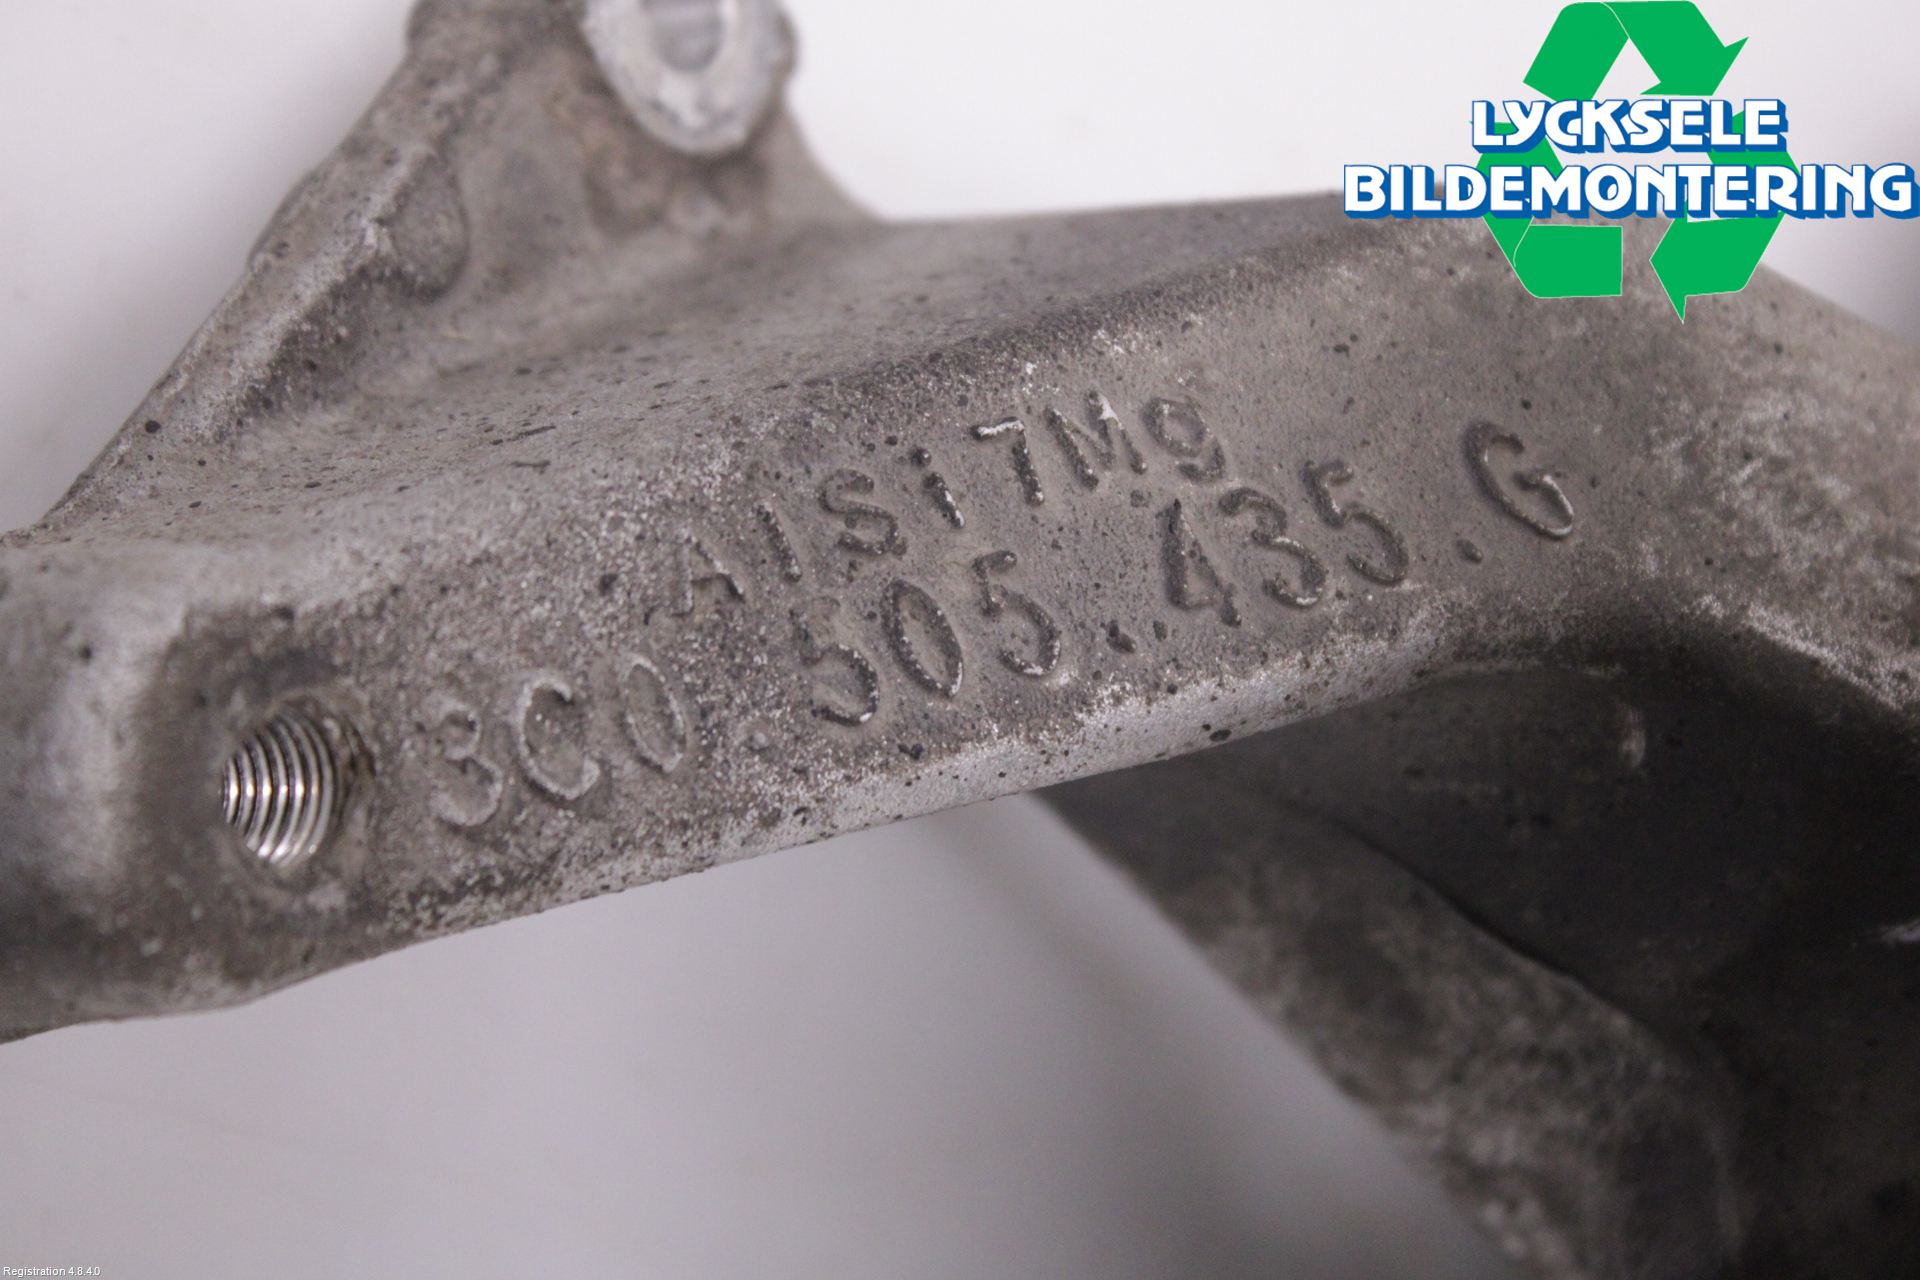 LYCKSELE
BILDEMONTERING
AlSi7Mg
3C0.505.435.G
Registration 4.8.4.0